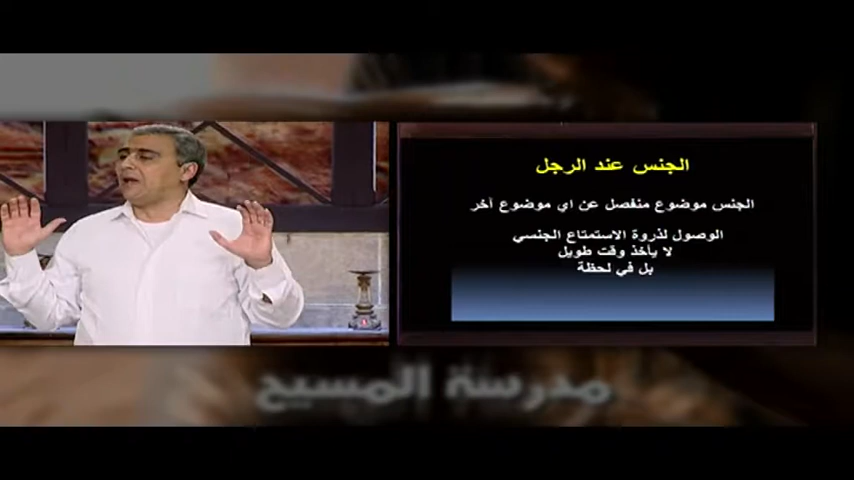 الجنس عند الرجل
الجنس موضوع منفصل عن اي موضوع آخر
الوصول لذروة الاستمتاع الجنسي
لا يأخذ وقت طويل
بل في لحظة
مدرسة المسيح